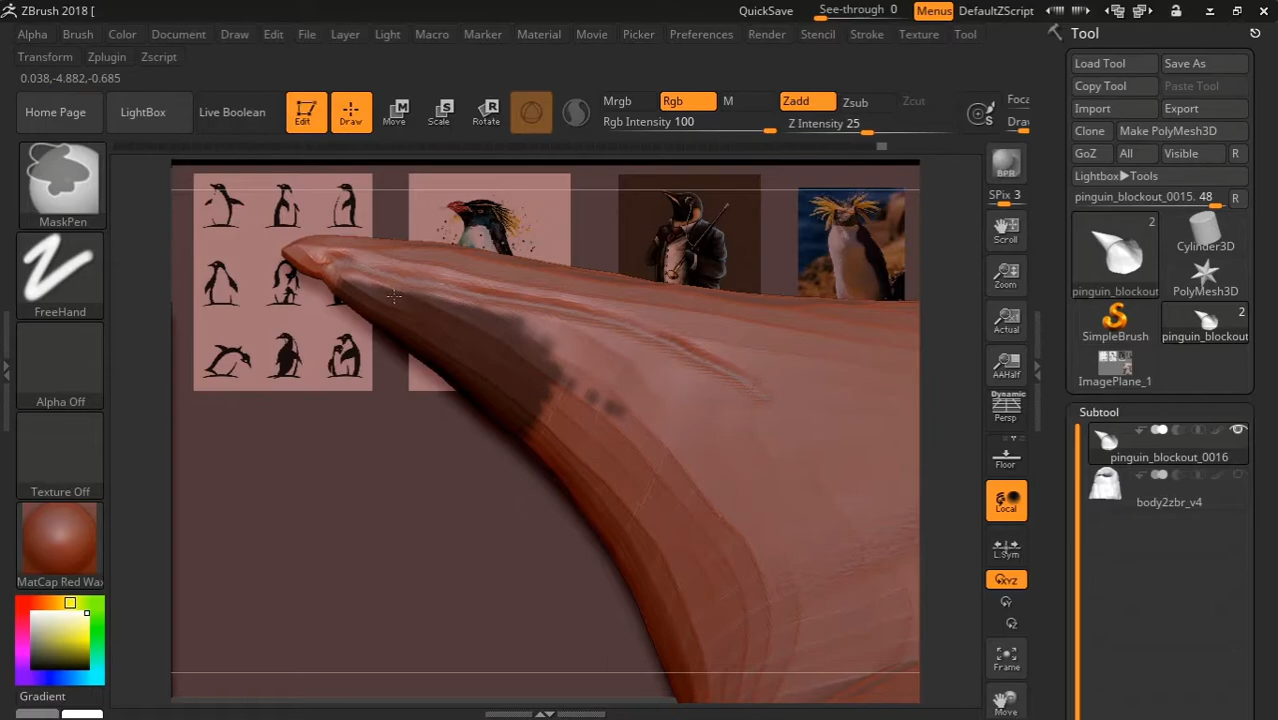 ZBrush 2018 [
QuickSave
See-through 0
Menus
DefaultZScript
Alpha Brush Color Document Draw Edit File Layer Light Macro Marker Material Movie Picker Preferences Render Stencil Stroke Texture Tool
Transform Zplugin Zscript
0.038,-4.882,-0.685
Home Page
LightBox
Live Boolean
Edit
Draw
M
Move
S
Scale
R
Rotate
Mrgb
Rgb
M
Rgb Intensity 100
Zadd
Zsub
Zcut
Z Intensity 25
S
Foca
Draw
MaskPen
FreeHand
Alpha Off
Texture Off
MatCap Red Wax
Gradient
BPR
SPix 3
Scroll
Zoom
Actual
AAHalf
Dynamic
Persp
Floor
Local
L.Sym
XYZ
Y
Z
Frame
Move
Tool
Load Tool
Save As
Copy Tool
Paste Tool
Import
Export
Clone
Make PolyMesh3D
GoZ
All
Visible
R
Lightbox▶Tools
pinguin_blockout_0015. 48
R
2
pinguin_blockout
Cylinder3D
PolyMesh3D
SimpleBrush
2
pinguin_blockout
ImagePlane_1
Subtool
pinguin_blockout_0016
body2zbr_v4